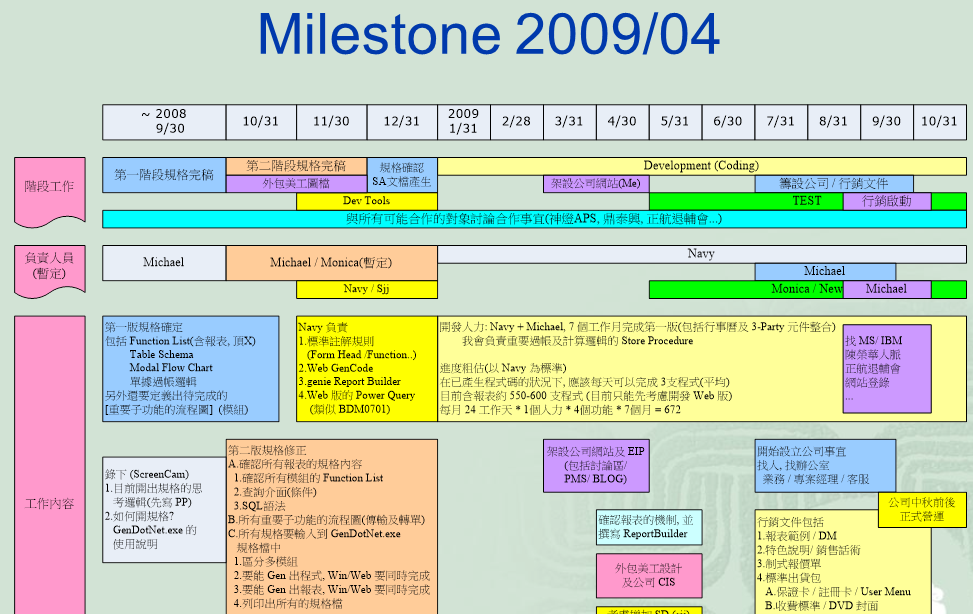 Milestone 2009/04
~ 2008
9/30
10/31
11/30
12/31
2009
1/31
2/28
3/31
4/30
5/31
6/30
7/31
8/31
9/30
10/31
階段工作
第一階段規格完稿
第二階段規格完稿
外包美工圖檔
規格確認
SA文檔產生
Development (Coding)
架設公司網站(Me)
籌設公司 / 行銷文件
Dev Tools
TEST
行銷啟動
與所有可能合作的對象討論合作事宜(神燈APS, 鼎泰興, 正航退輔會...)
負責人員
(暫定)
Michael
Michael / Monica(暫定)
Navy
Michael
Navy / Sjj
Monica / New
Michael
工作內容
第一版規格確定
包括 Function List(含報表, 頂X)
Table Schema
Modal Flow Chart
單據過帳邏輯
另外還要定義出待完成的
[重要子功能的流程圖] (模組)
Navy 負責
1.標準註解規則
(Form Head /Function..)
2.Web GenCode
3.genie Report Builder
4.Web 版的 Power Query
(類似 BDM0701)
開發人力: Navy + Michael, 7 個工作月完成第一版(包括行事曆及 3-Party 元件整合)
我會負責重要過帳及計算邏輯的 Store Procedure
進度粗估(以 Navy 為標準)
在已產生程式碼的狀況下, 應該每天可以完成 3支程式(平均)
目前含報表約 550-600 支程式 (目前只能先考慮開發 Web 版)
每月 24 工作天 * 1個人力 * 4個功能 * 7個月 = 672
找 MS/ IBM
陳榮華人脈
正航退輔會
網站登錄
...
錄下 (ScreenCam)
1.目前開出規格的思
考邏輯(先寫 PP)
2.如何開規格?
GenDotNet.exe 的
使用說明
第二版規格修正
A.確認所有報表的規格內容
1.確認所有模組的 Function List
2.查詢介面(條件)
3.SQL語法
B.所有重要子功能的流程圖(傳輸及轉單)
C.所有規格要輸入到 GenDotNet.exe
規格檔中
1.區分多模組
2.要能 Gen 出程式, Win/Web 要同時完成
3.要能 Gen 出報表, Win/Web 要同時完成
4.列印出所有的規格檔
架設公司網站及 EIP
(包括討論區/
PMS/ BLOG)
確認報表的機制, 並
撰寫 ReportBuilder
外包美工設計
及公司 CIS
開始設立公司事宜
找人, 找辦公室
業務 / 專案經理 / 客服
公司中秋前後
正式營運
行銷文件包括
1.報表範例 / DM
2.特色說明/ 銷售話術
3.制式報價單
4.標準出貨包
A.保證卡 / 註冊卡 / User Menu
B.收費標準 / DVD 封面